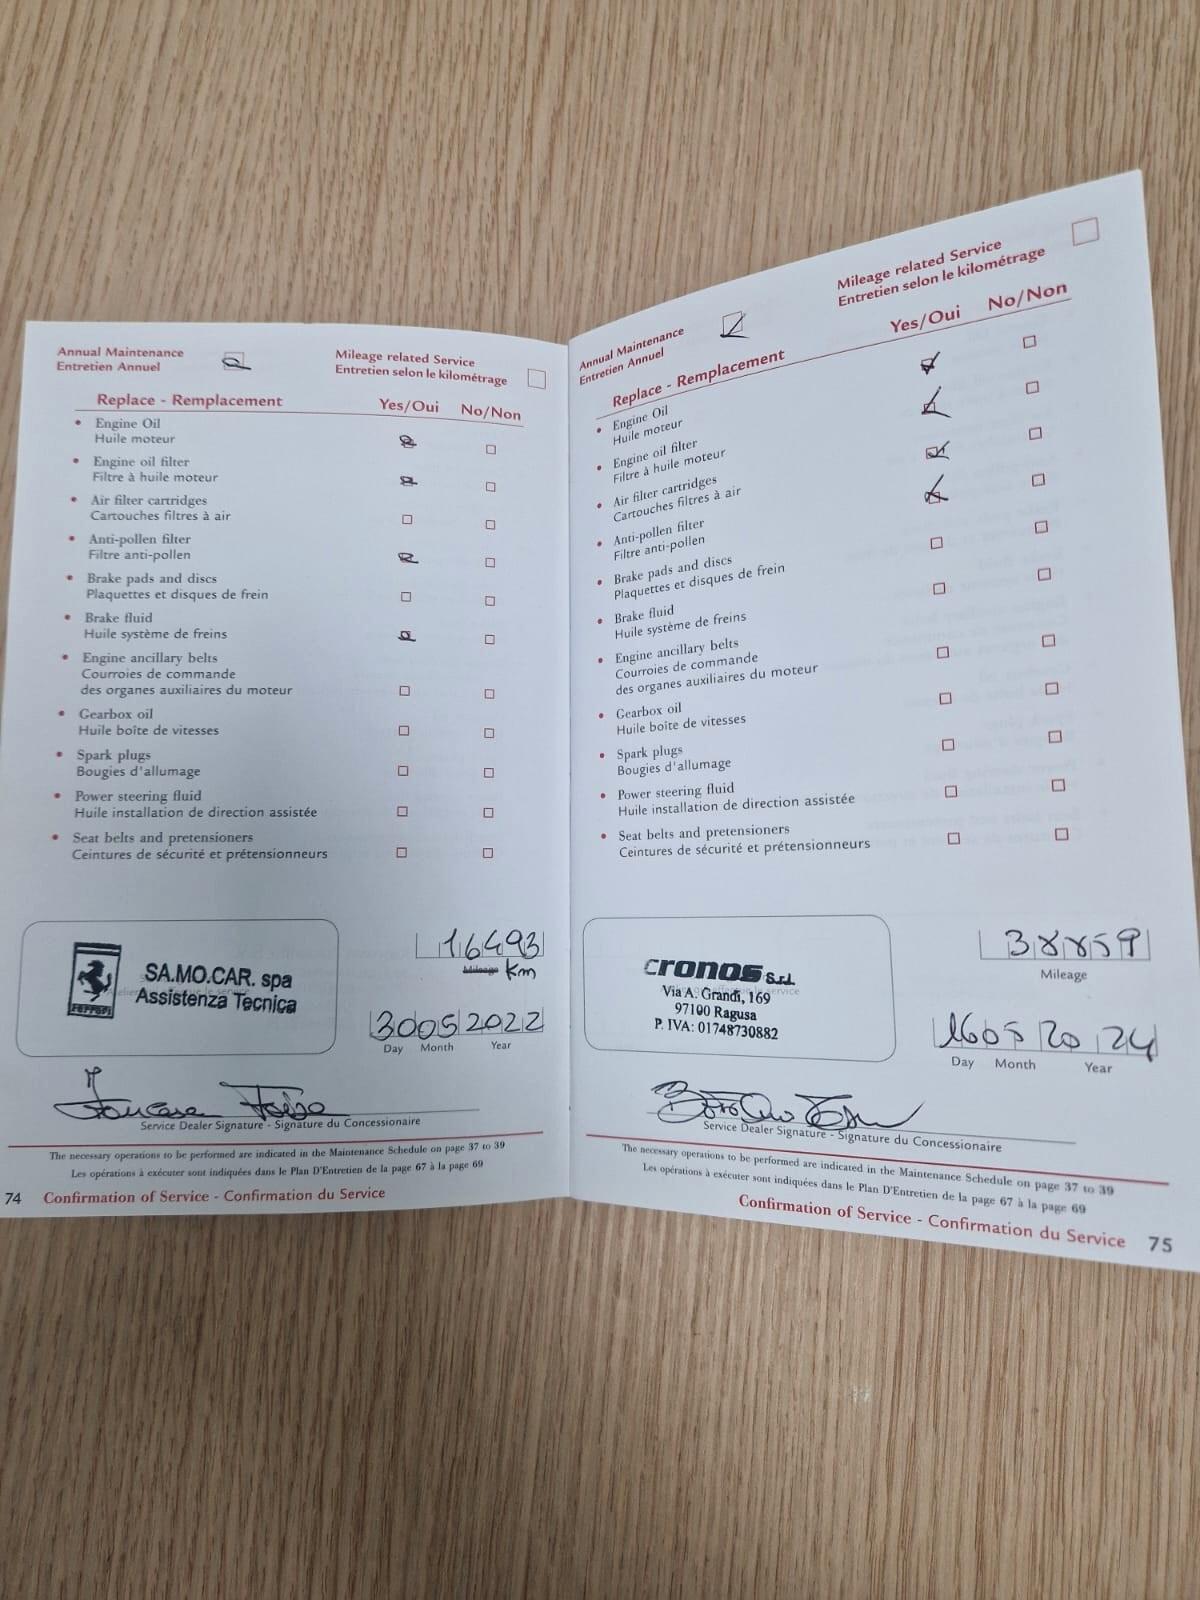 Annual Maintenance
Entretien Annuel
Mileage related Service
Entretien selon le kilométrage
Replace - Remplacement
Yes/Oui
No/Non
• Engine Oil
Huile moteur
• Engine oil filter
Filtre à huile moteur
• Air filter cartridges
Cartouches filtres à air
• Anti-pollen filter
Filtre anti-pollen
• Brake pads and discs
Plaquettes et disques de frein
• Brake fluid
Huile système de freins
• Engine ancillary belts
Courroies de commande
des organes auxiliaires du moteur
• Gearbox oil
Huile boîte de vitesses
• Spark plugs
Bougies d'allumage
• Power steering fluid
Huile installation de direction assistée
• Seat belts and pretensioners
Ceintures de sécurité et prétensionneurs
Ferrari
SA.MO.CAR. spa
Assistenza Tecnica
16493
Mileage Km
30052022
Day Month Year
Service Dealer Signature - Signature du Concessionaire
The necessary operations to be performed are indicated in the Maintenance Schedule on page 37 to 39
Les opérations à exécuter sont indiquées dans le Plan D'Entretien de la page 67 à la page 69
74 Confirmation of Service - Confirmation du Service
Annual Maintenance
Entretien Annuel
Mileage related Service
Entretien selon le kilométrage
Replace - Remplacement
Yes/Oui
No/Non
• Engine Oil
Huile moteur
• Engine oil filter
Filtre à huile moteur
• Air filter cartridges
Cartouches filtres à air
• Anti-pollen filter
Filtre anti-pollen
• Brake pads and discs
Plaquettes et disques de frein
• Brake fluid
Huile système de freins
• Engine ancillary belts
Courroies de commande
des organes auxiliaires du moteur
• Gearbox oil
Huile boîte de vitesses
• Spark plugs
Bougies d'allumage
• Power steering fluid
Huile installation de direction assistée
• Seat belts and pretensioners
Ceintures de sécurité et prétensionneurs
cronos S.r.l
Via A. Grandi, 169
97100 Ragusa
P. IVA: 01748730882
38859
Mileage
16052024
Day Month Year
Service Dealer Signature - Signature du Concessionaire
The necessary operations to be performed are indicated in the Maintenance Schedule on page 37 to 39
Les opérations à exécuter sont indiquées dans le Plan D'Entretien de la page 67 à la page 69
Confirmation of Service - Confirmation du Service 75